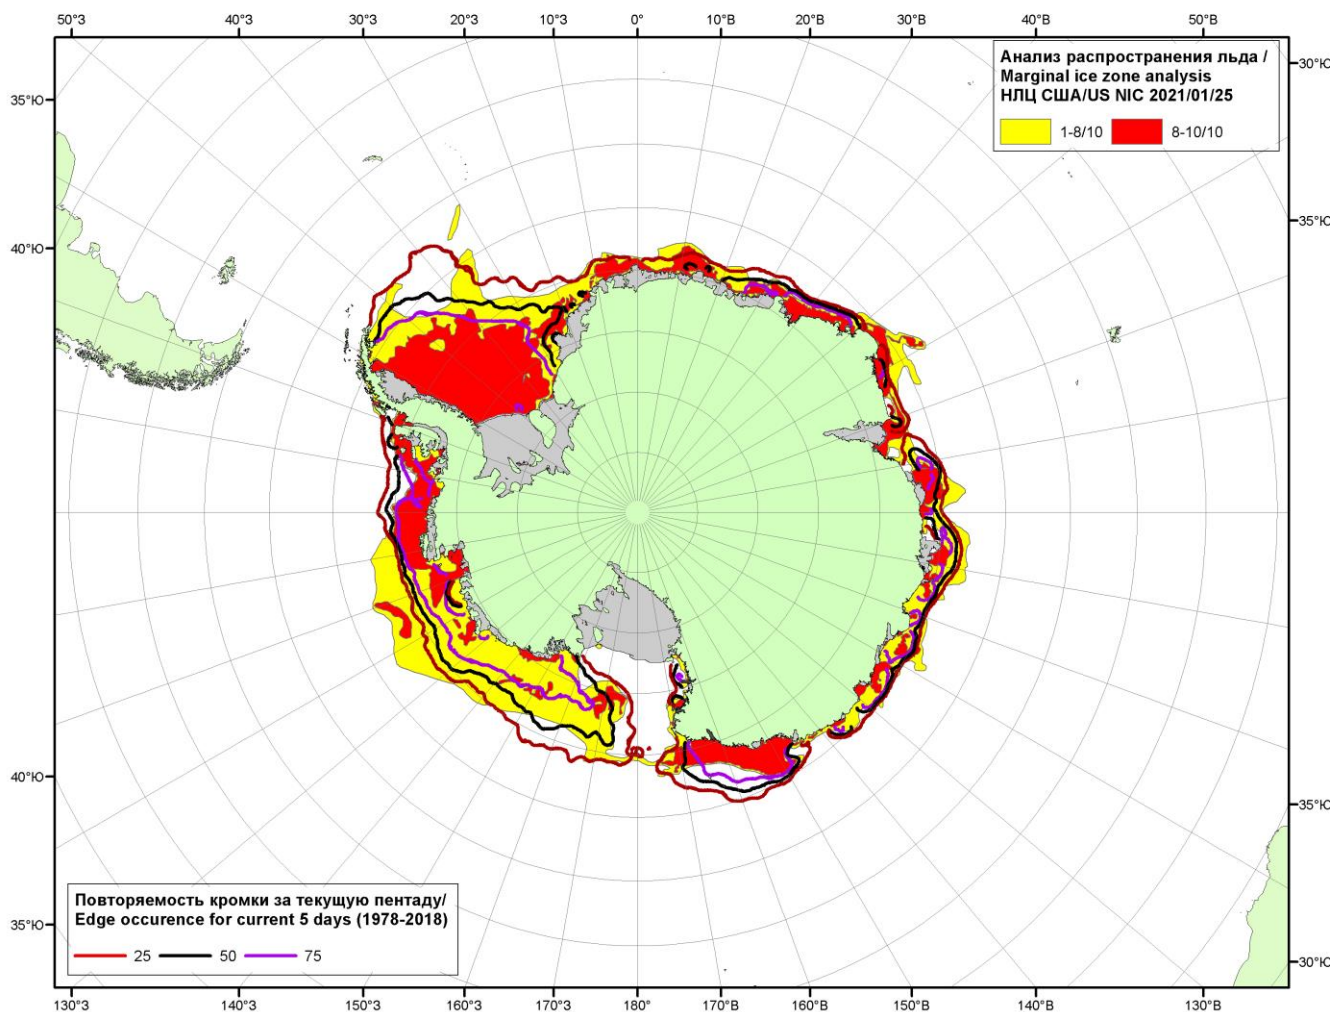 50°З 40°З 30°З 20°З 10°З 0° 10°В 20°В 30°В 40°В 50°В
Анализ распространения льда /
Marginal ice zone analysis
НЛЦ США/US NIC 2021/01/25
1-8/10 8-10/10
30°Ю
35°Ю
35°Ю
40°Ю
40°Ю
35°Ю
Повторяемость кромки за текущую пентаду/
Edge occurence for current 5 days (1978-2018)
25 50 75
35°Ю
30°Ю
130°З 140°З 150°З 160°З 170°З 180° 170°В 160°В 150°В 140°В 130°В